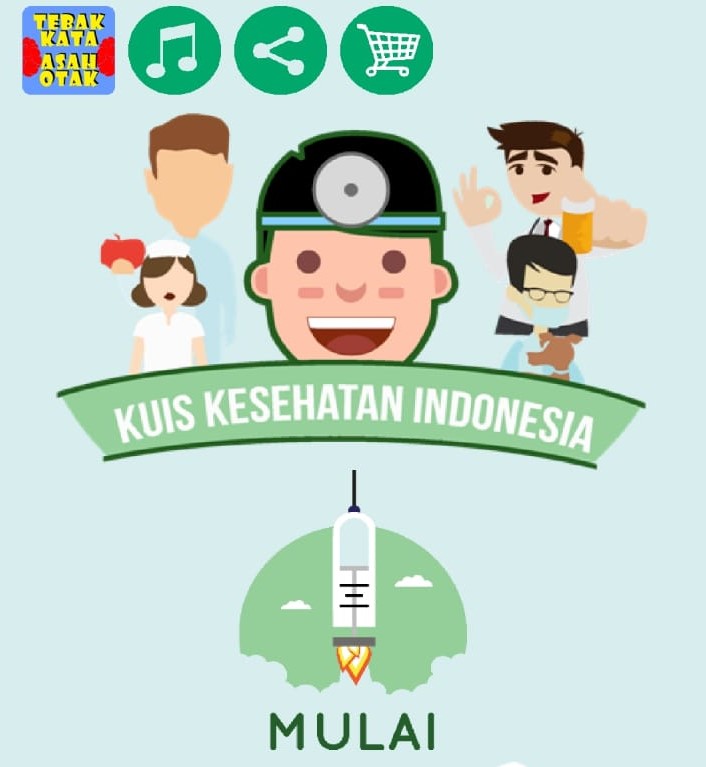 TEBAK
KATA
ASAH
OTAK
KUIS KESEHATAN INDONESIA
MULAI